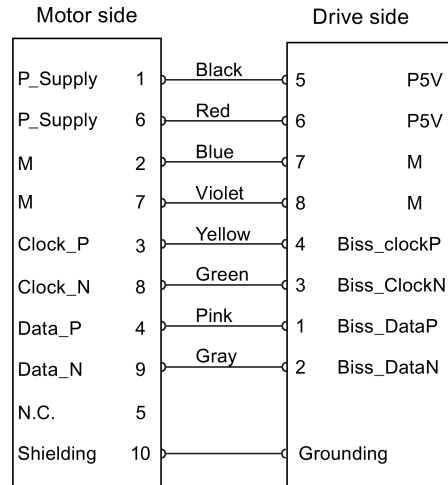 Motor side Drive side
P_Supply 1 Black 5 P5V
P_Supply 6 Red 6 P5V
M 2 Blue 7 M
M 7 Violet 8 M
Clock_P 3 Yellow 4 Biss_clockP
Clock_N 8 Green 3 Biss_ClockN
Data_P 4 Pink 1 Biss_DataP
Data_N 9 Gray 2 Biss_DataN
N.C. 5
Shielding 10 Grounding